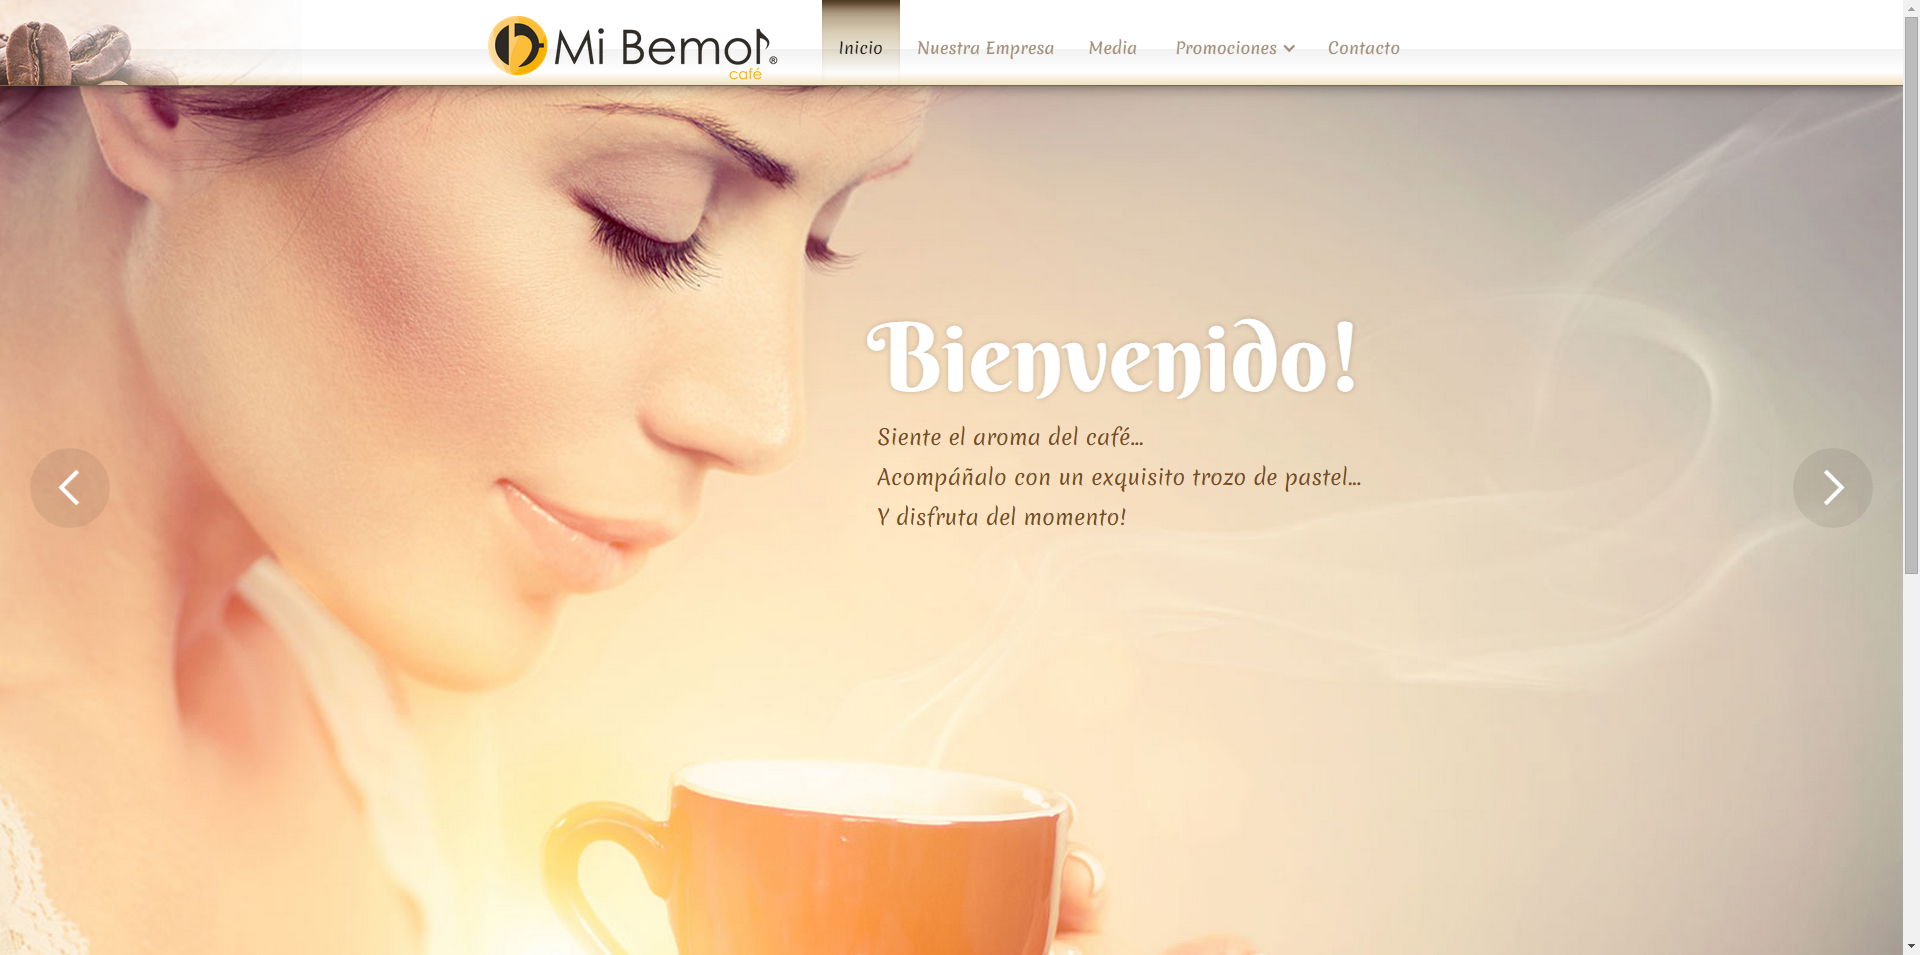 Mi Bemol®
café
Inicio
Nuestra Empresa
Media
Promociones
Contacto
Bienvenido!
Siente el aroma del café...
Acompáñalo con un exquisito trozo de pastel...
Y disfruta del momento!